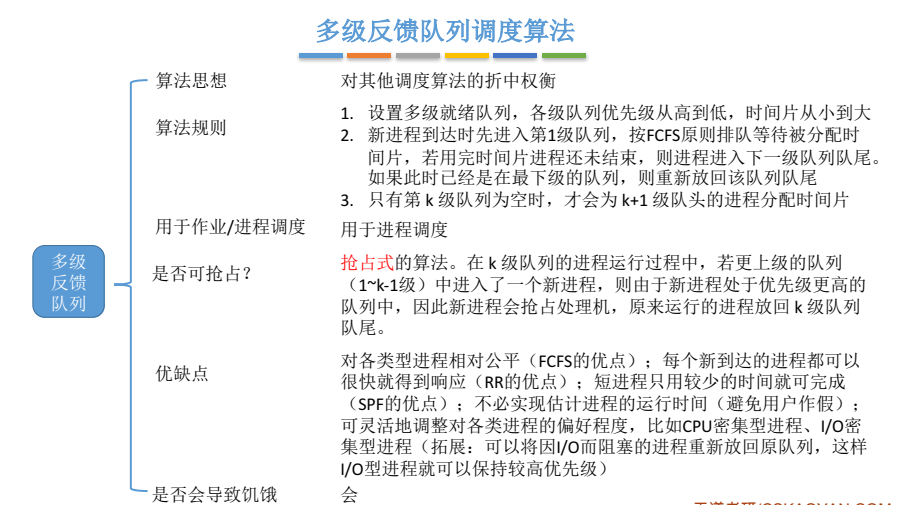 多级反馈队列调度算法
算法思想
对其他调度算法的折中权衡
算法规则
1. 设置多级就绪队列，各级队列优先级从高到低，时间片从小到大
2. 新进程到达时先进入第1级队列，按FCFS原则排队等待被分配时
间片，若用完时间片进程还未结束，则进程进入下一级队列队尾。
如果此时已经是在最下级的队列，则重新放回该队列队尾
3. 只有第 k 级队列为空时，才会为 k+1 级队头的进程分配时间片
用于作业/进程调度
用于进程调度
多级
反馈
队列
是否可抢占？
抢占式的算法。在 k 级队列的进程运行过程中，若更上级的队列
（1~k-1级）中进入了一个新进程，则由于新进程处于优先级更高的
队列中，因此新进程会抢占处理机，原来运行的进程放回 k 级队列
队尾。
优缺点
对各类型进程相对公平（FCFS的优点）；每个新到达的进程都可以
很快就得到响应（RR的优点）；短进程只用较少的时间就可完成
（SPF的优点）；不必实现估计进程的运行时间（避免用户作假）；
可灵活地调整对各类进程的偏好程度，比如CPU密集型进程、I/O密
集型进程（拓展：可以将因I/O而阻塞的进程重新放回原队列，这样
I/O型进程就可以保持较高优先级）
是否会导致饥饿
会